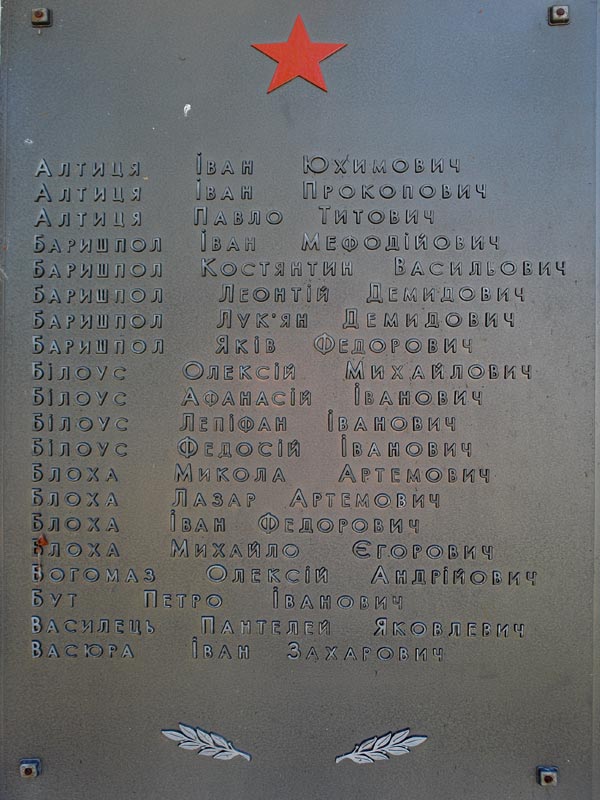 Алтиця Іван Юхимович
Алтиця Іван Прокопович
Алтиця Павло Титович
Баришпол Іван Мефодійович
Баришпол Костянтин Васильович
Баришпол Леонтій Демидович
Баришпол Лук'ян Демидович
Баришпол Яків Федорович
Білоус Олексій Михайлович
Білоус Афанасій Іванович
Білоус Лепіфан Іванович
Білоус Федосій Іванович
Блоха Микола Артемович
Блоха Лазар Артемович
Блоха Іван Федорович
Блоха Михайло Єгорович
Богомаз Олексій Андрійович
Бут Петро Іванович
Василець Пантелей Яковлевич
Васюра Іван Захарович